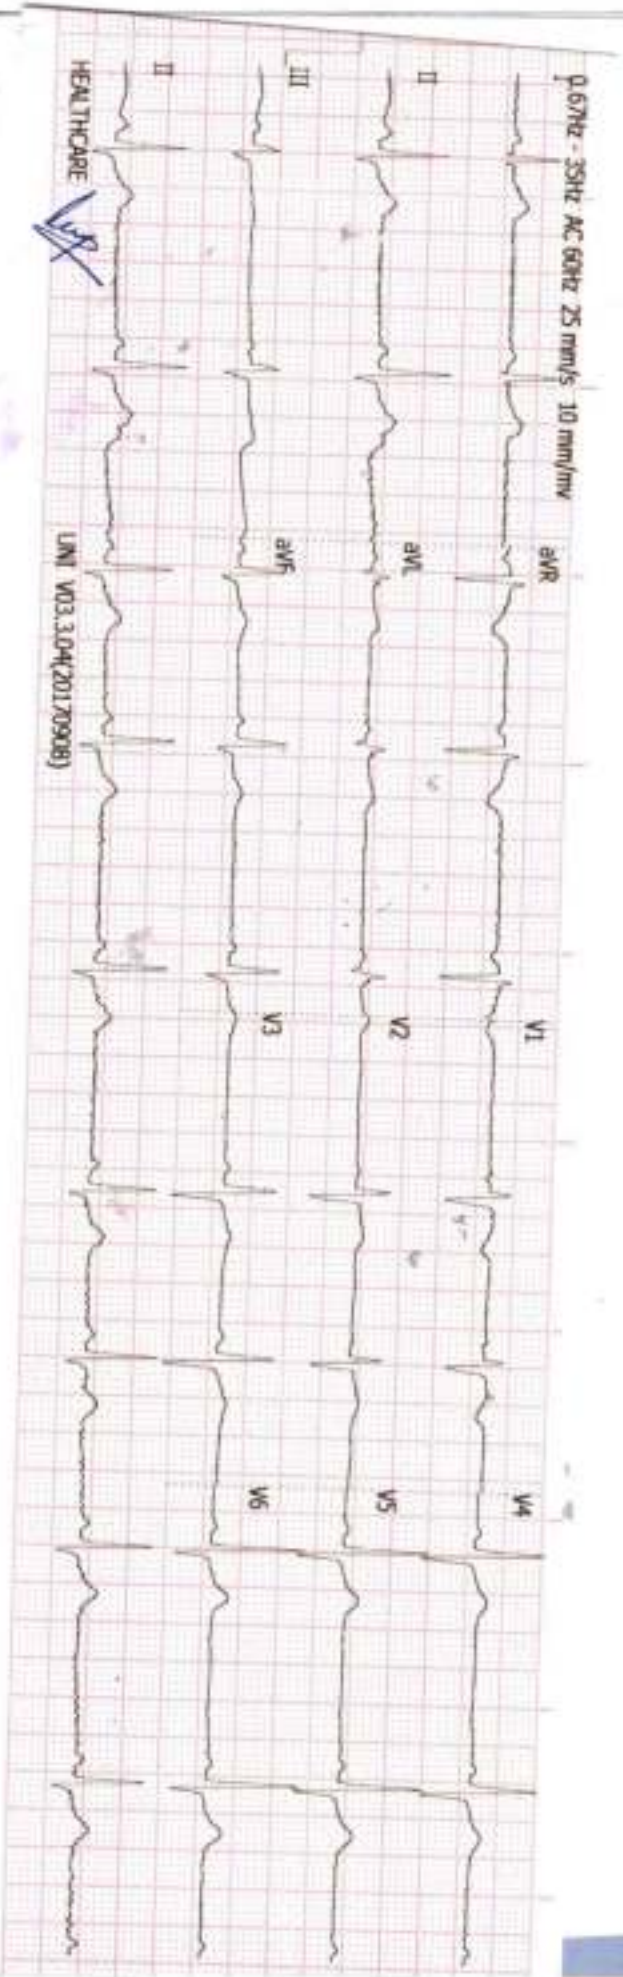 0.67Hz - 35Hz AC 60Hz 25 mm/s 10 mm/mv
I aVR V1 V4
II aVL V2 V5
III aVF V3 V6
II
HEALTHCARE UNI V03.3.04(20170908)